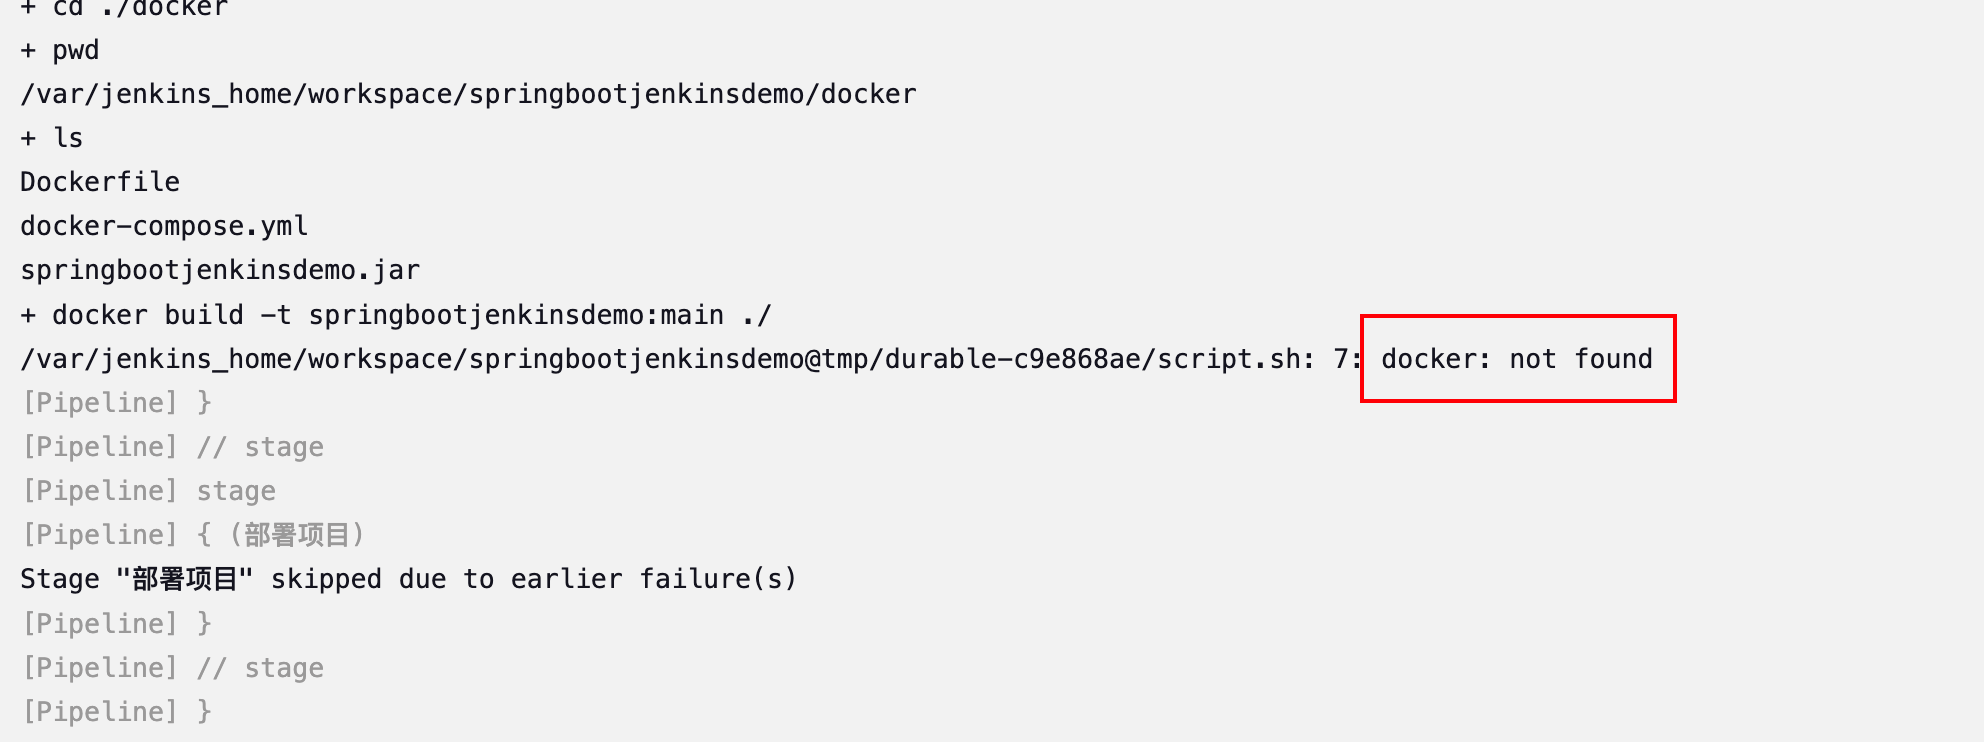 + cd ./docker
+ pwd
/var/jenkins_home/workspace/springbootjenkinsdemo/docker
+ ls
Dockerfile
docker-compose.yml
springbootjenkinsdemo.jar
+ docker build -t springbootjenkinsdemo:main ./
/var/jenkins_home/workspace/springbootjenkinsdemo@tmp/durable-c9e868ae/script.sh: 7: docker: not found
[Pipeline] }
[Pipeline] // stage
[Pipeline] stage
[Pipeline] { (部署项目)
Stage "部署项目" skipped due to earlier failure(s)
[Pipeline] }
[Pipeline] // stage
[Pipeline] }